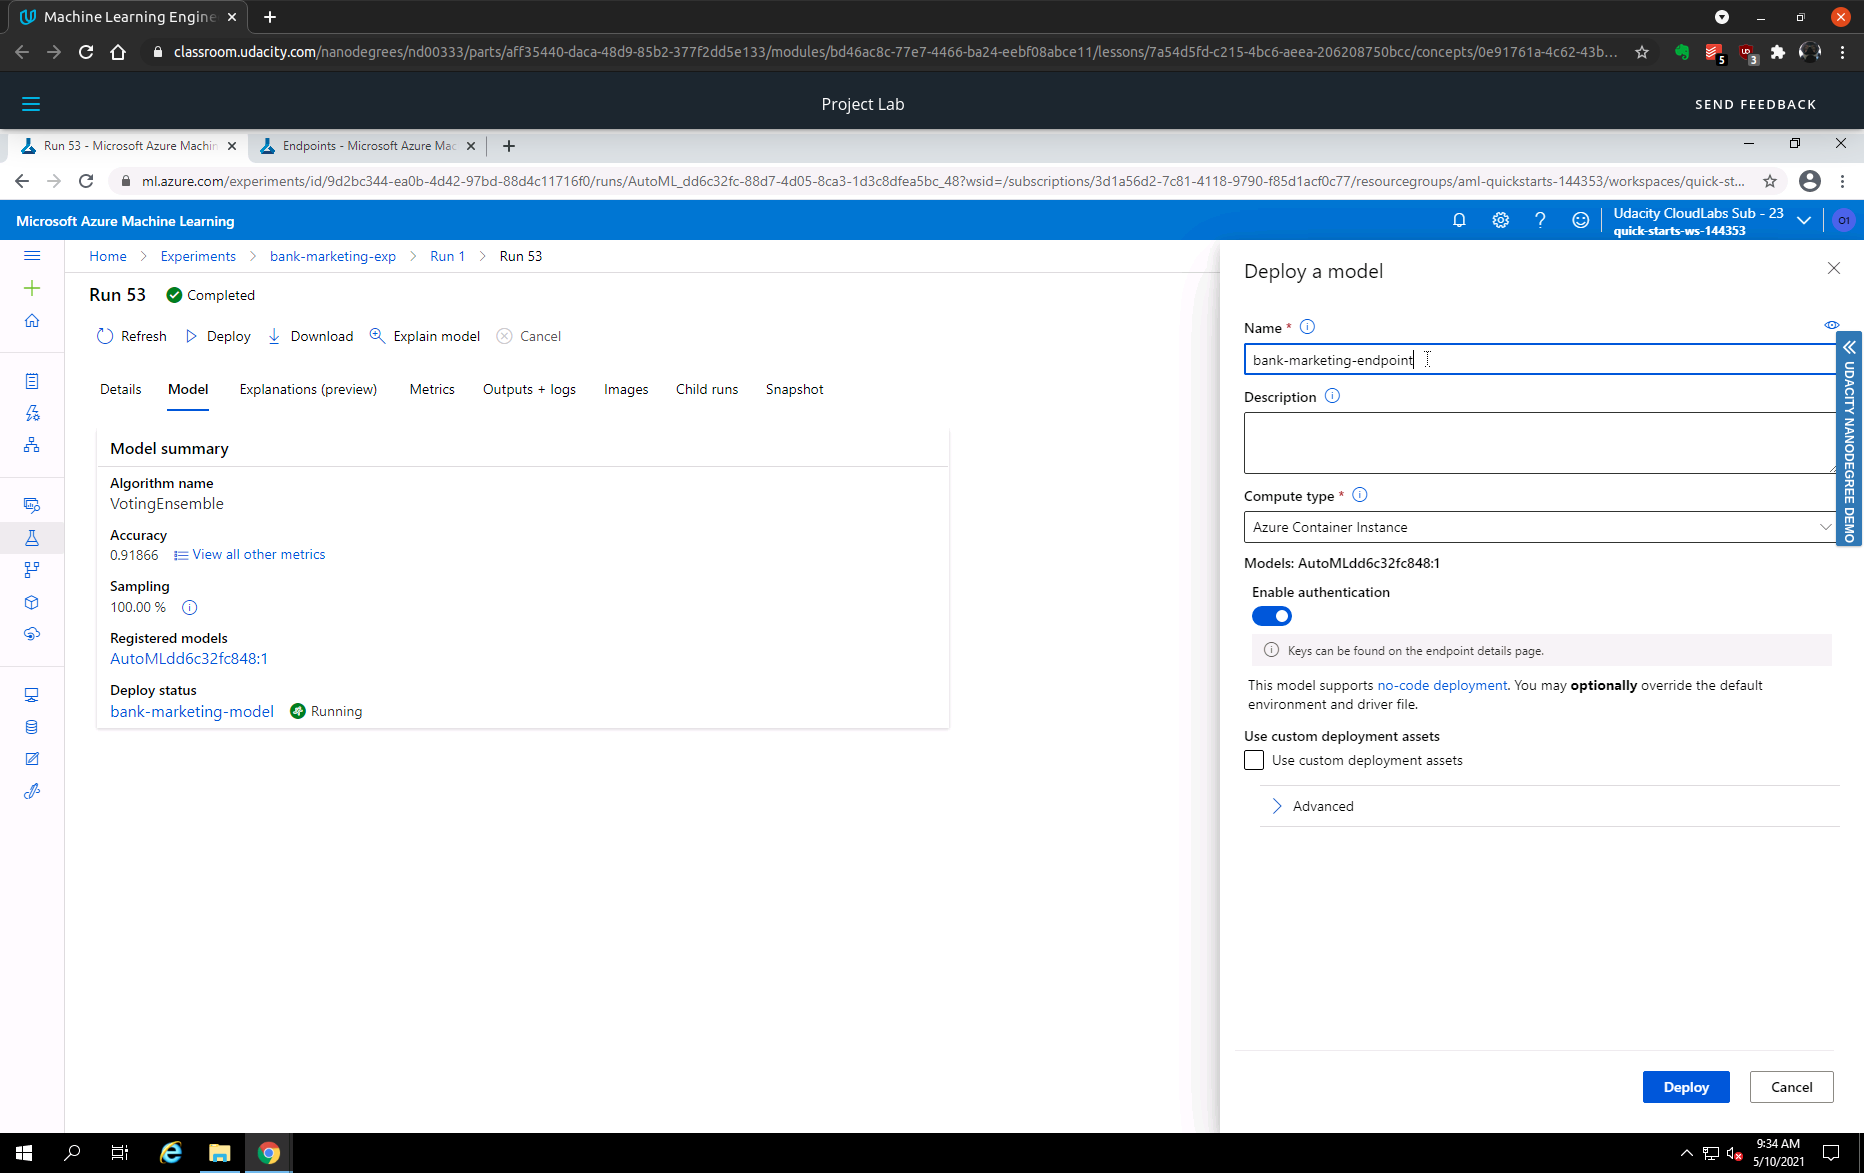 Machine Learning Engine
classroom.udacity.com/nanodegrees/nd00333/parts/aff35440-daca-48d9-85b2-377f2dd5e133/modules/bd46ac8c-77e7-4466-ba24-eebf08abce11/lessons/7a54d5fd-c215-4bc6-aeea-206208750bcc/concepts/0e91761a-4c62-43b...
5
3
Project Lab
SEND FEEDBACK
Run 53 - Microsoft Azure Machin
Endpoints - Microsoft Azure Mac
ml.azure.com/experiments/id/9d2bc344-ea0b-4d42-97bd-88d4c11716f0/runs/AutoML_dd6c32fc-88d7-4d05-8ca3-1d3c8dfea5bc_48?wsid=/subscriptions/3d1a56d2-7c81-4118-9790-f85d1acf0c77/resourcegroups/aml-quickstarts-144353/workspaces/quick-st...
Microsoft Azure Machine Learning
Udacity CloudLabs Sub - 23
quick-starts-ws-144353
O1
Home > Experiments > bank-marketing-exp > Run 1 > Run 53
Run 53 Completed
Refresh Deploy Download Explain model Cancel
Details Model Explanations (preview) Metrics Outputs + logs Images Child runs Snapshot
Model summary
Algorithm name
VotingEnsemble
Accuracy
0.91866 View all other metrics
Sampling
100.00 %
Registered models
AutoMLdd6c32fc848:1
Deploy status
bank-marketing-model Running
Deploy a model
Name *
bank-marketing-endpoint
Description
Compute type *
Azure Container Instance
Models: AutoMLdd6c32fc848:1
Enable authentication
Keys can be found on the endpoint details page.
This model supports no-code deployment. You may optionally override the default
environment and driver file.
Use custom deployment assets
Use custom deployment assets
Advanced
Deploy Cancel
UDACITY NANODEGREE DEMO
9:34 AM
5/10/2021